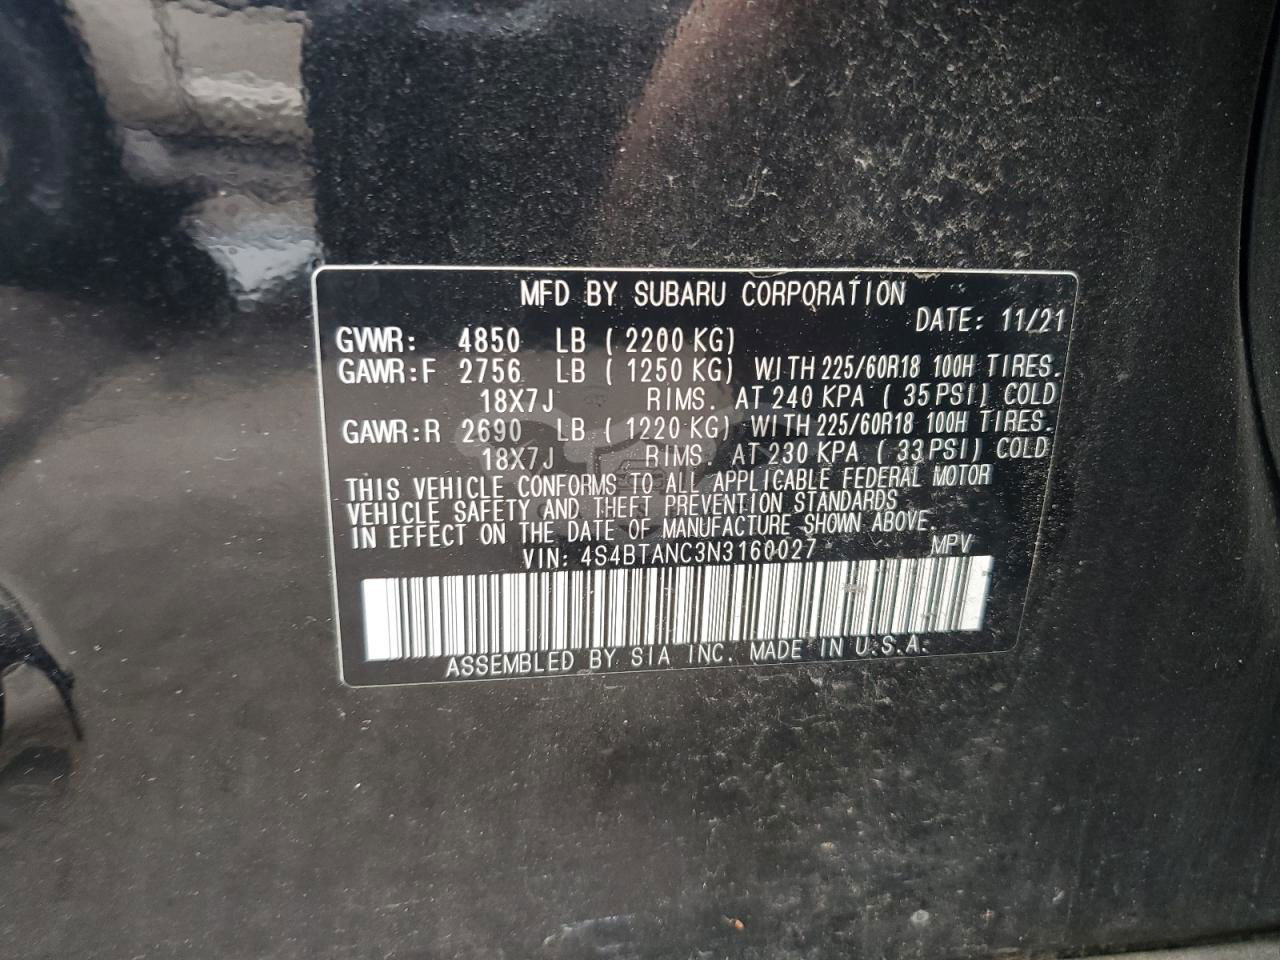 MFD BY SUBARU CORPORATION
DATE: 11/21
GVWR: 4850 LB ( 2200 KG)
GAWR:F 2756 LB ( 1250 KG) WITH 225/60R18 100H TIRES.
18X7J RIMS. AT 240 KPA ( 35 PSI) COLD
GAWR:R 2690 LB ( 1220 KG) WITH 225/60R18 100H TIRES.
18X7J RIMS. AT 230 KPA ( 33 PSI) COLD
THIS VEHICLE CONFORMS TO ALL APPLICABLE FEDERAL MOTOR
VEHICLE SAFETY AND THEFT PREVENTION STANDARDS
IN EFFECT ON THE DATE OF MANUFACTURE SHOWN ABOVE.
VIN: 4S4BTANC3N3160027 MPV
ASSEMBLED BY SIA INC. MADE IN U.S.A.